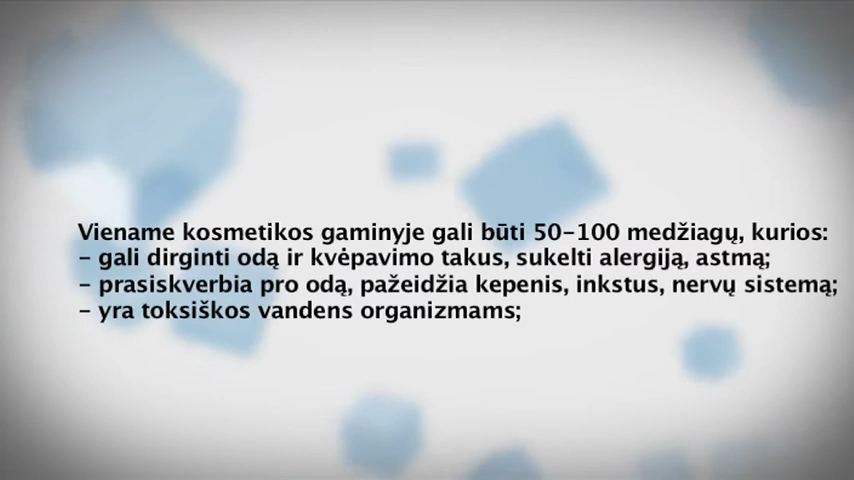 Viename kosmetikos gaminyje gali būti 50-100 medžiagų, kurios:
- gali dirginti odą ir kvėpavimo takus, sukelti alergiją, astmą;
- prasiskverbia pro odą, pažeidžia kepenis, inkstus, nervų sistemą;
- yra toksiškos vandens organizmams;